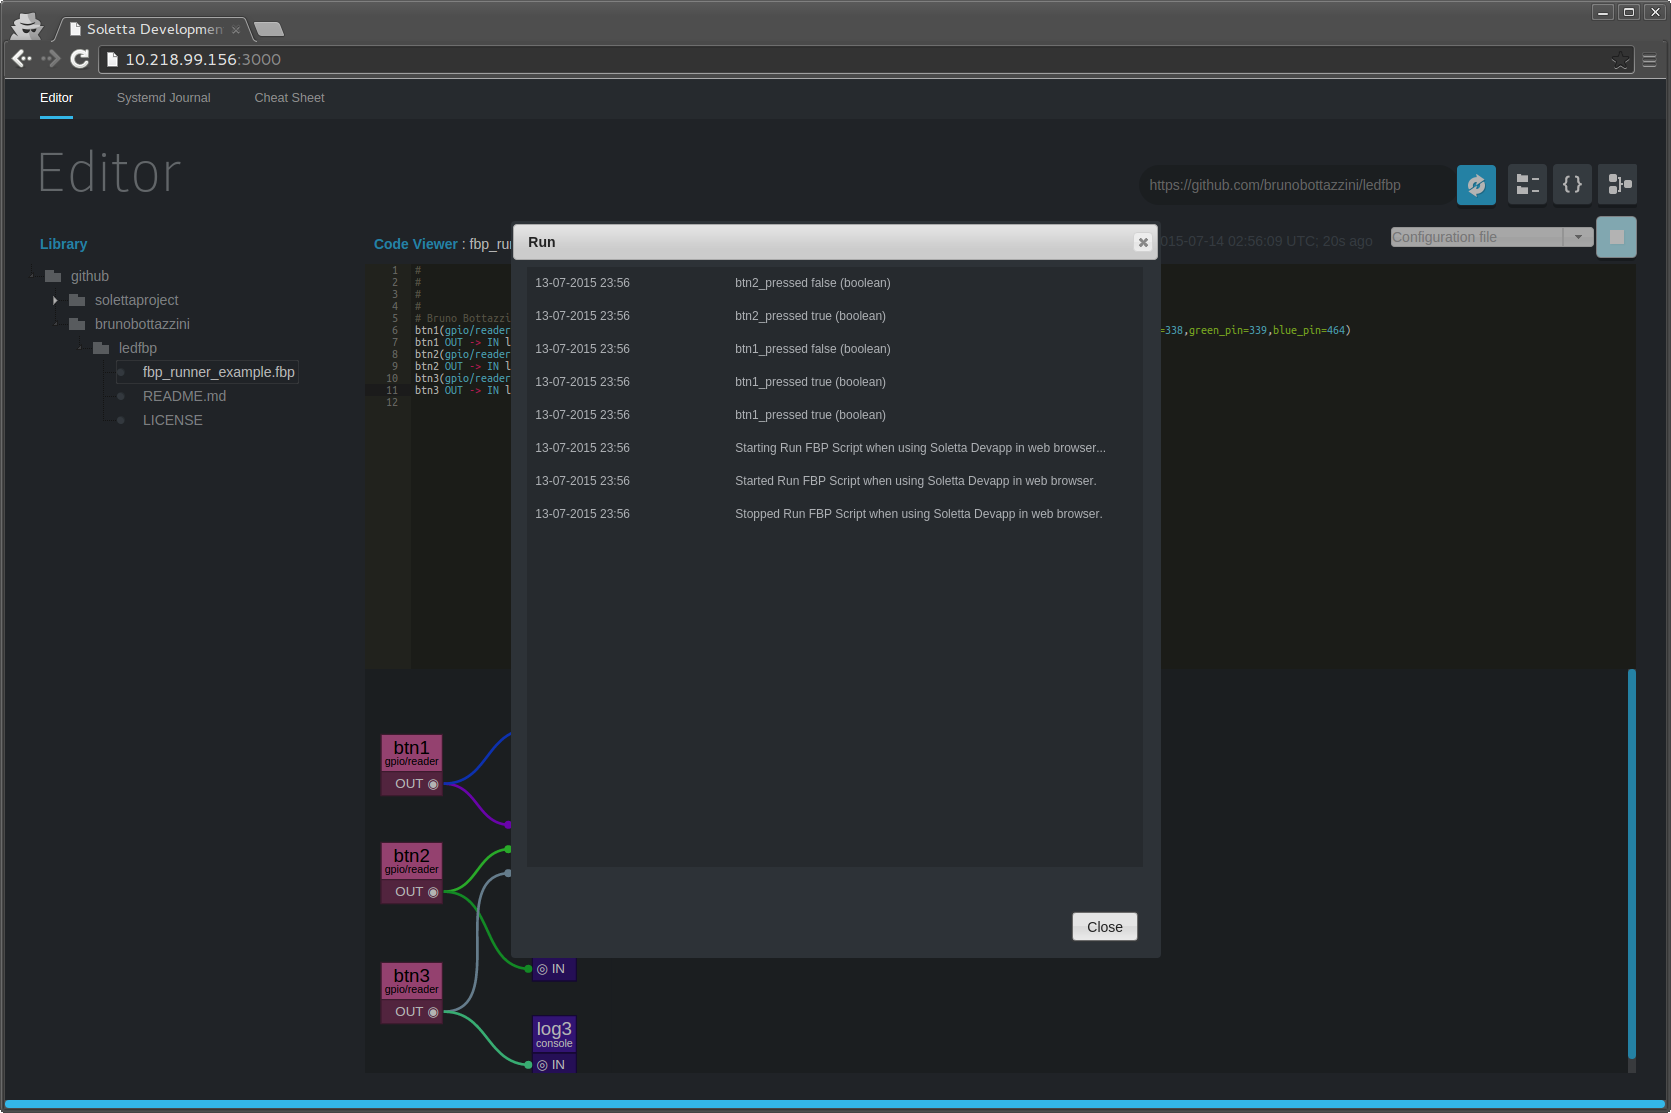 Soletta Developmen
10.218.99.156:3000
Editor Systemd Journal Cheat Sheet
Editor
https://github.com/brunobottazzini/ledfbp
Library
Code Viewer : fbp_ru
015-07-14 02:56:09 UTC; 20s ago
Configuration file
github
solettaproject
brunobottazzini
ledfbp
fbp_runner_example.fbp
README.md
LICENSE
1 #
2 #
3 #
4 #
5 # Bruno Bottazzi
6 btn1(gpio/reader =338,green_pin=339,blue_pin=464)
7 btn1 OUT -> IN l
8 btn2(gpio/reader
9 btn2 OUT -> IN l
10 btn3(gpio/reader
11 btn3 OUT -> IN l
12
Run
13-07-2015 23:56 btn2_pressed false (boolean)
13-07-2015 23:56 btn2_pressed true (boolean)
13-07-2015 23:56 btn1_pressed false (boolean)
13-07-2015 23:56 btn1_pressed true (boolean)
13-07-2015 23:56 btn1_pressed true (boolean)
13-07-2015 23:56 Starting Run FBP Script when using Soletta Devapp in web browser...
13-07-2015 23:56 Started Run FBP Script when using Soletta Devapp in web browser.
13-07-2015 23:56 Stopped Run FBP Script when using Soletta Devapp in web browser.
Close
btn1
gpio/reader
OUT
btn2
gpio/reader
OUT
IN
btn3
gpio/reader
OUT
log3
console
IN